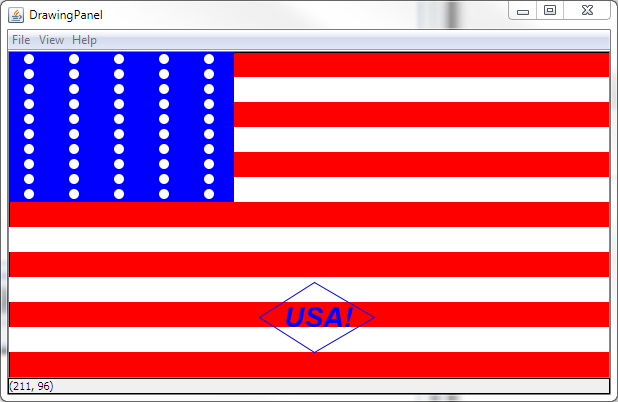 DrawingPanel
File View Help
USA!
(211, 96)